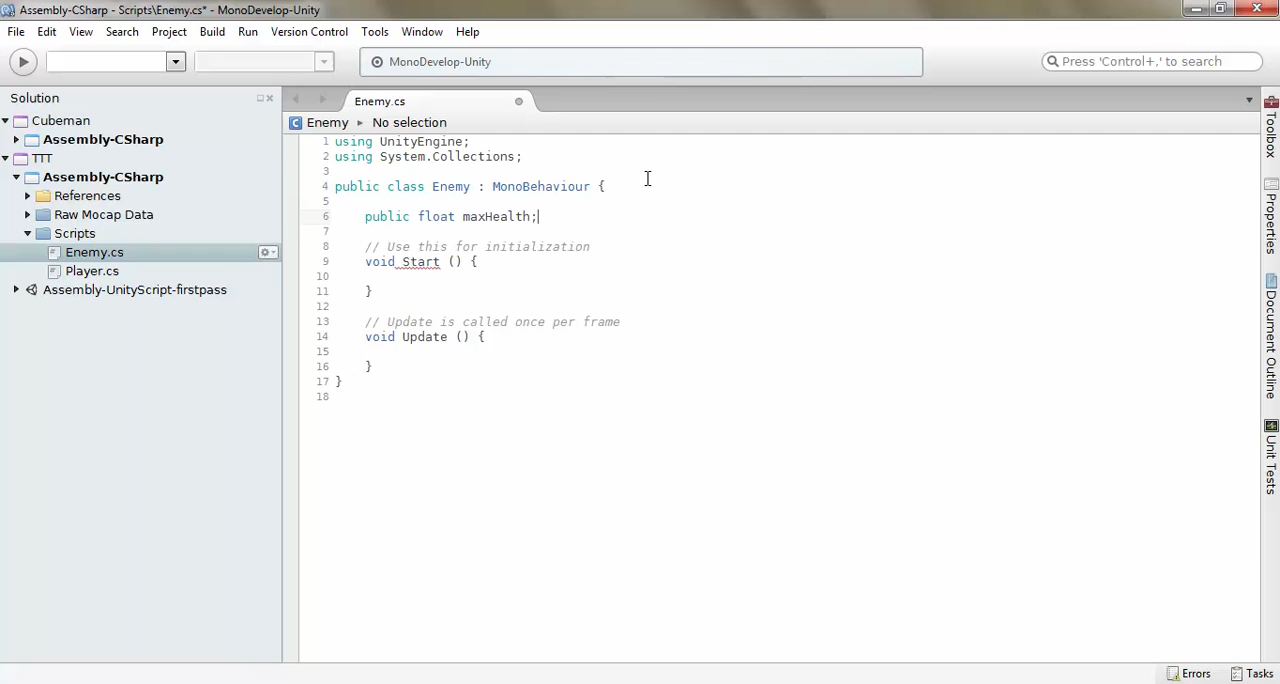 Assembly-CSharp - Scripts\Enemy.cs* - MonoDevelop-Unity
File Edit View Search Project Build Run Version Control Tools Window Help
MonoDevelop-Unity
Press 'Control+,' to search
Solution
Cubeman
Assembly-CSharp
TTT
Assembly-CSharp
References
Raw Mocap Data
Scripts
Enemy.cs
Player.cs
Assembly-UnityScript-firstpass
Enemy.cs
Enemy No selection
1 using UnityEngine;
2 using System.Collections;
3
4 public class Enemy : MonoBehaviour {
5
6 public float maxHealth;
7
8 // Use this for initialization
9 void Start () {
10
11 }
12
13 // Update is called once per frame
14 void Update () {
15
16 }
17 }
18
Toolbox
Properties
Document Outline
Unit Tests
Errors Tasks